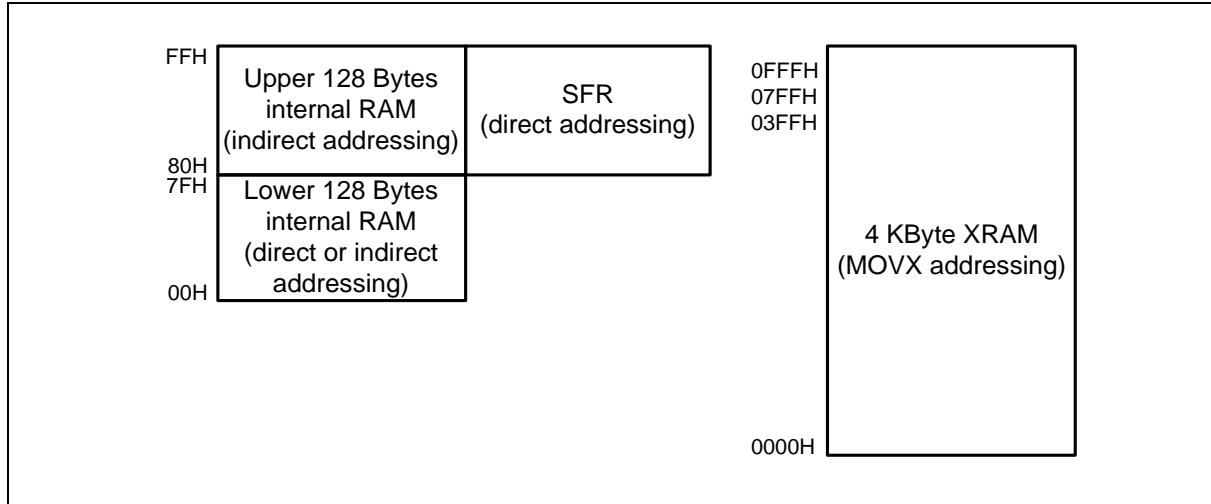 FFH
Upper 128 Bytes
internal RAM
(indirect addressing)
80H
SFR
(direct addressing)
7FH
Lower 128 Bytes
internal RAM
(direct or indirect
addressing)
00H
0FFFH
07FFH
03FFH
4 KByte XRAM
(MOVX addressing)
0000H